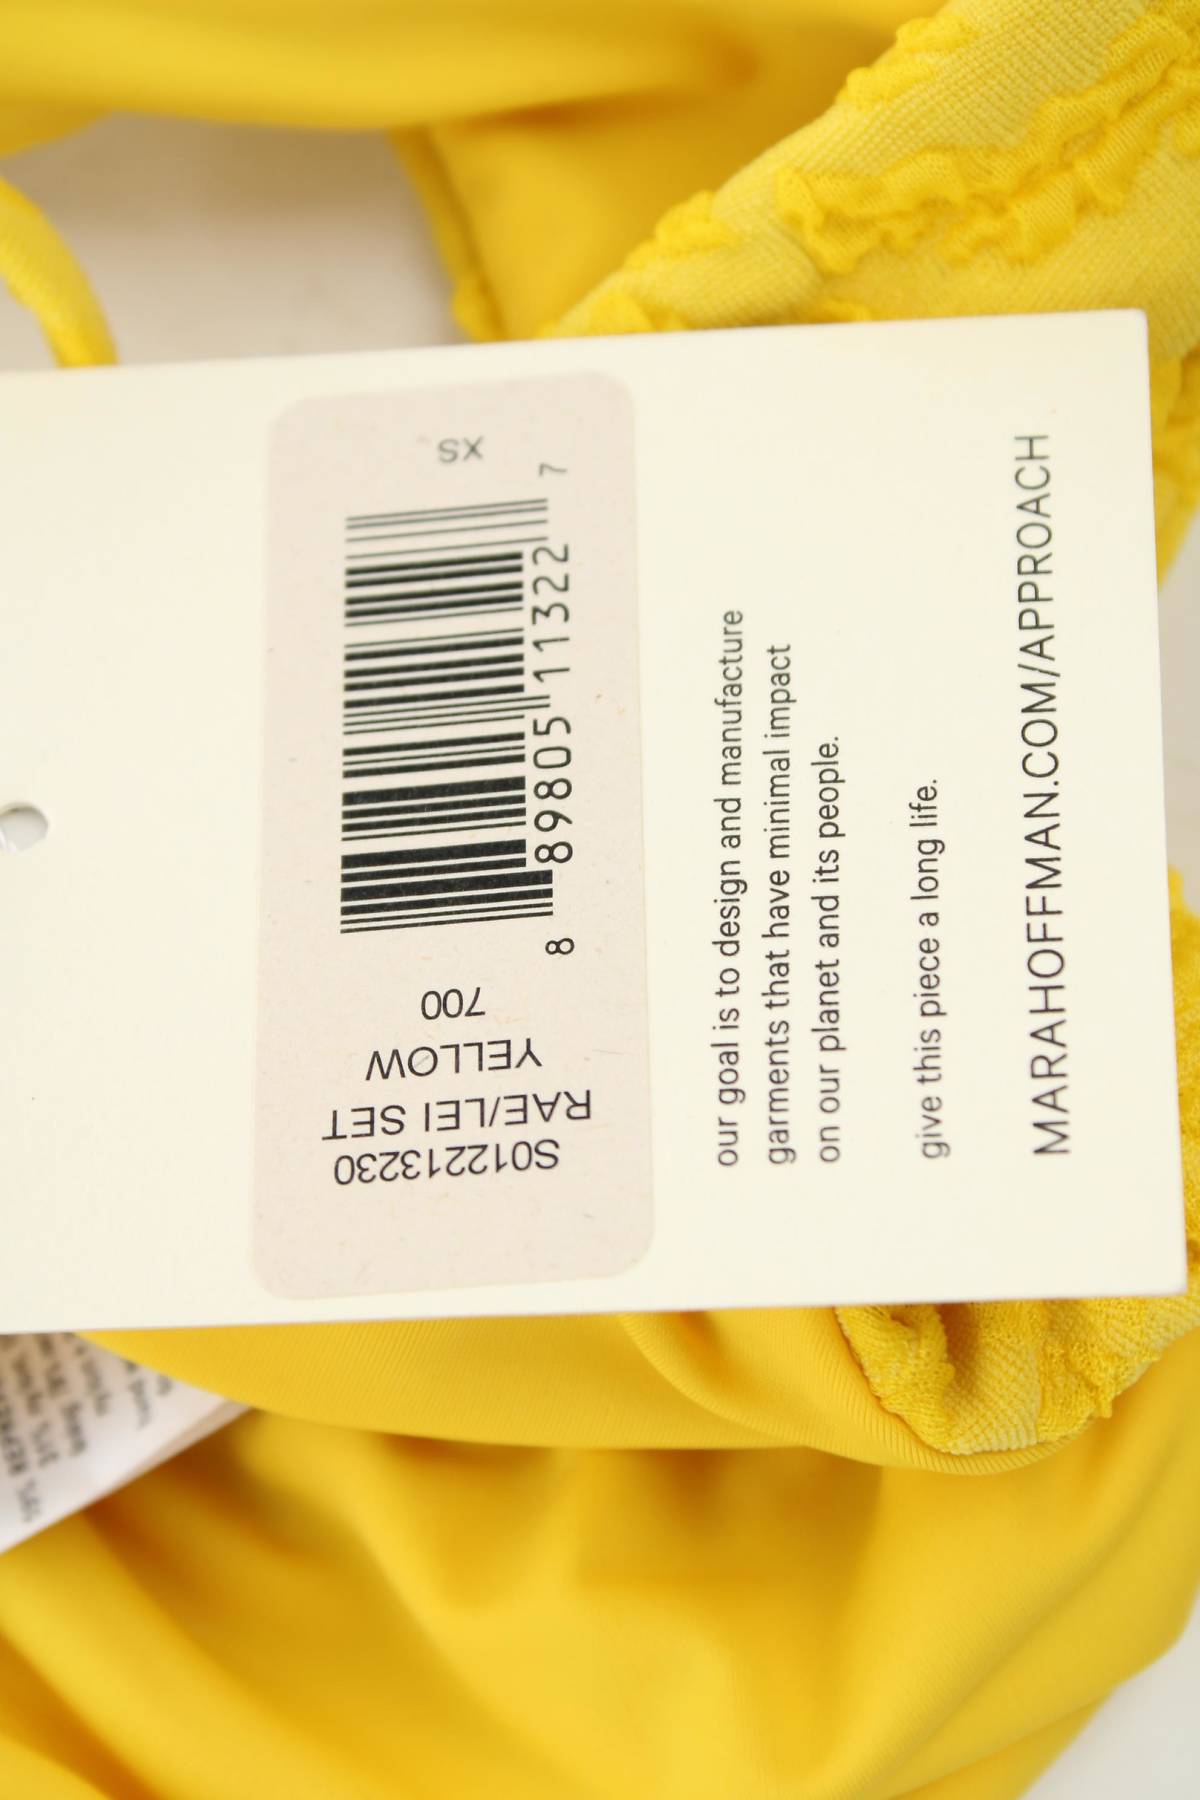 S012213230
RAE/LEI SET
YELLOW
700
8 89805 11322 7
XS
our goal is to design and manufacture
garments that have minimal impact
on our planet and its people.
give this piece a long life.
MARAHOFFMAN.COM/APPROACH